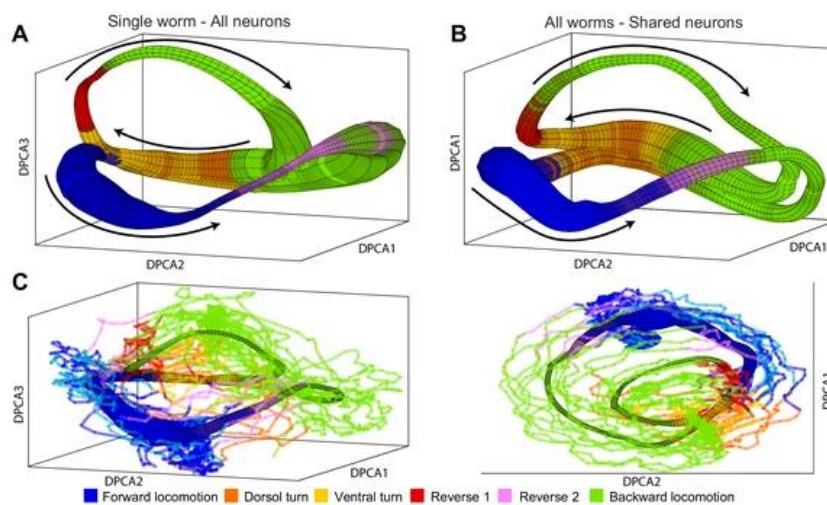 Single worm - All neurons
All worms - Shared neurons
A
B
DPCA3
DPCA2
DPCA1
DPCA1
DPCA2
DPCA1
C
DPCA3
DPCA2
DPCA1
DPCA2
DPCA1
Forward locomotion Dorsol turn Ventral turn Reverse 1 Reverse 2 Backward locomotion